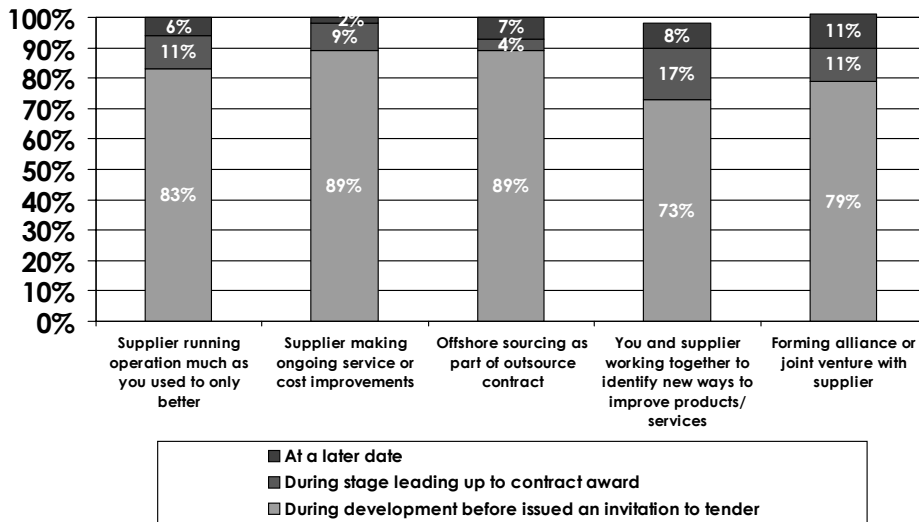 100%
90%
80%
70%
60%
50%
40%
30%
20%
10%
0%
6%
11%
83%
2%
9%
89%
7%
4%
89%
8%
17%
73%
11%
11%
79%
Supplier running
operation much as
you used to only
better
Supplier making
ongoing service or
cost improvements
Offshore sourcing as
part of outsource
contract
You and supplier
working together to
identify new ways to
improve products/
services
Forming alliance or
joint venture with
supplier
At a later date
During stage leading up to contract award
During development before issued an invitation to tender